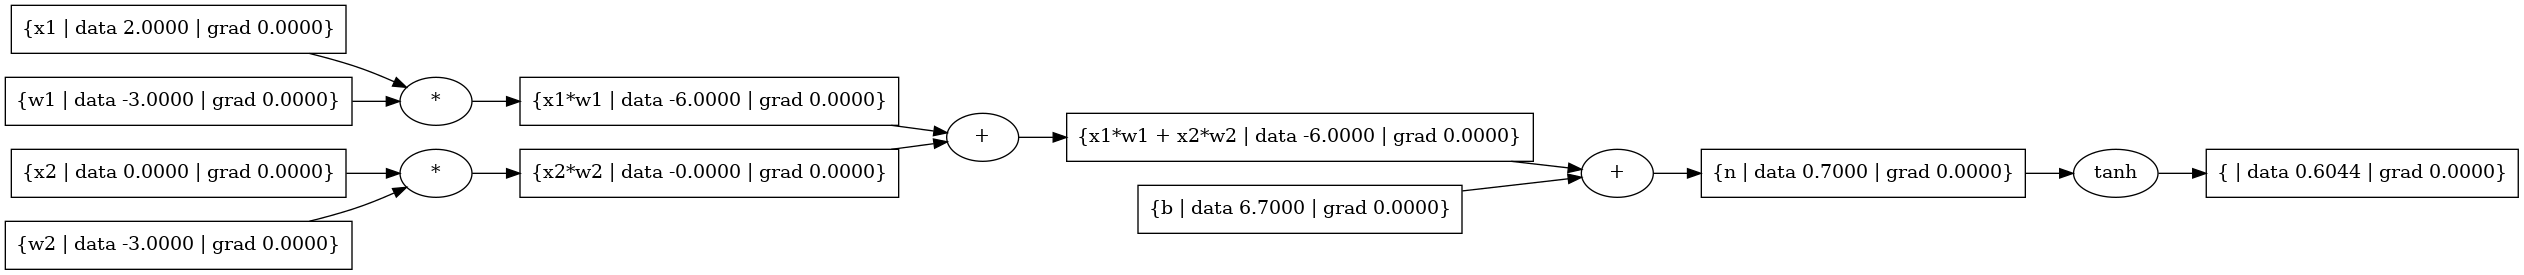 {x1 | data 2.0000 | grad 0.0000}
{w1 | data -3.0000 | grad 0.0000}
*
{x1*w1 | data -6.0000 | grad 0.0000}
{x2 | data 0.0000 | grad 0.0000}
*
{x2*w2 | data -0.0000 | grad 0.0000}
{w2 | data -3.0000 | grad 0.0000}
+
{x1*w1 + x2*w2 | data -6.0000 | grad 0.0000}
{b | data 6.7000 | grad 0.0000}
+
{n | data 0.7000 | grad 0.0000}
tanh
{ | data 0.6044 | grad 0.0000}